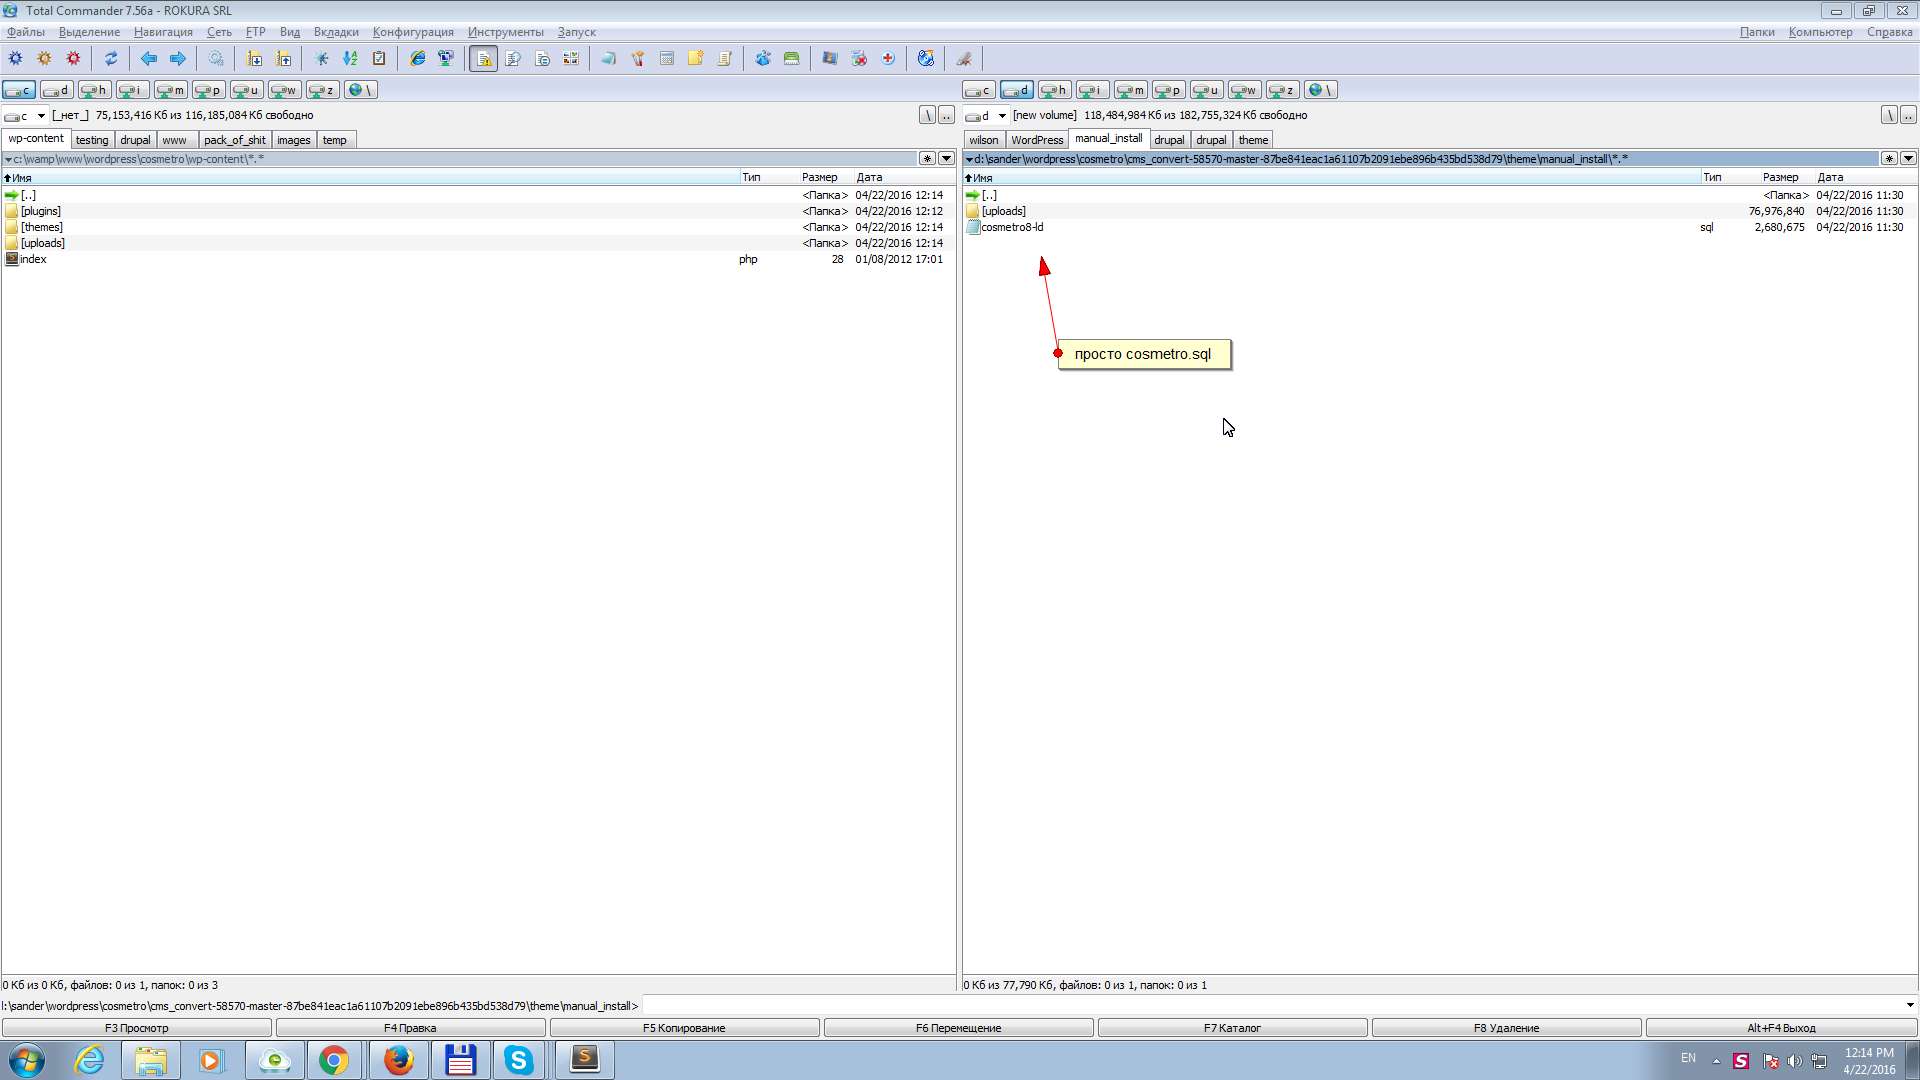 Total Commander 7.56a - ROKURA SRL
Файлы Выделение Навигация Сеть FTP Вид Вкладки Конфигурация Инструменты Запуск Папки Компьютер Справка
c d h i m p u w z \ c d h i m p u w z \
c [_нет_] 75,153,416 Кб из 116,185,084 Кб свободно \ .. d [new volume] 118,484,984 Кб из 182,755,324 Кб свободно \ ..
wp-content testing drupal www pack_of_shit images temp wilson WordPress manual_install drupal drupal theme
c:\wamp\www\wordpress\cosmetro\wp-content\*.* * d:\sander\wordpress\cosmetro\cms_convert-58570-master-87be841eac1a61107b2091ebe896b435bd538d79\theme\manual_install\*.* *
Имя Тип Размер Дата Имя Тип Размер Дата
[..] <Папка> 04/22/2016 12:14 [..] <Папка> 04/22/2016 11:30
[plugins] <Папка> 04/22/2016 12:12 [uploads] 76,976,840 04/22/2016 11:30
[themes] <Папка> 04/22/2016 12:14 cosmetro8-ld sql 2,680,675 04/22/2016 11:30
[uploads] <Папка> 04/22/2016 12:14
index php 28 01/08/2012 17:01
просто cosmetro.sql
0 Кб из 0 Кб, файлов: 0 из 1, папок: 0 из 3 0 Кб из 77,790 Кб, файлов: 0 из 1, папок: 0 из 1
l:\sander\wordpress\cosmetro\cms_convert-58570-master-87be841eac1a61107b2091ebe896b435bd538d79\theme\manual_install>
F3 Просмотр F4 Правка F5 Копирование F6 Перемещение F7 Каталог F8 Удаление Alt+F4 Выход
EN 12:14 PM
4/22/2016